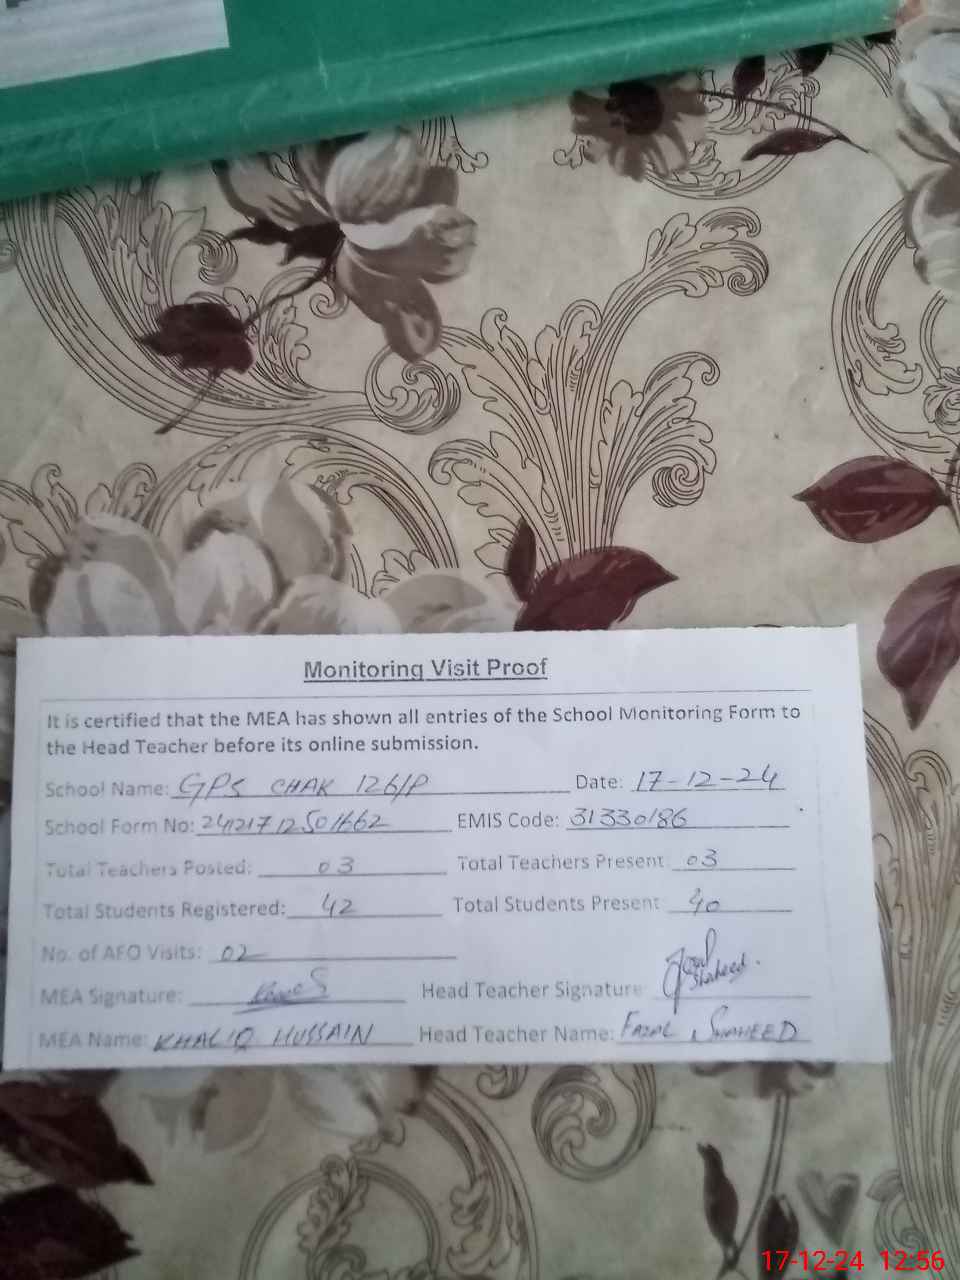 Monitoring Visit Proof
It is certified that the MEA has shown all entries of the School Monitoring Form to
the Head Teacher before its online submission.
School Name: GPS CHAK 126/P Date: 17-12-24
School Form No: EMIS Code: 31330186
Total Teachers Posted: 03 Total Teachers Present: 03
Total Students Registered: 42 Total Students Present 40
No. of AEO Visits: 02
MEA Signature: Head Teacher Signature
MEA Name: KHALIQ HUSSAIN Head Teacher Name: FAZAL SHAHEED
17-12-24 12:56